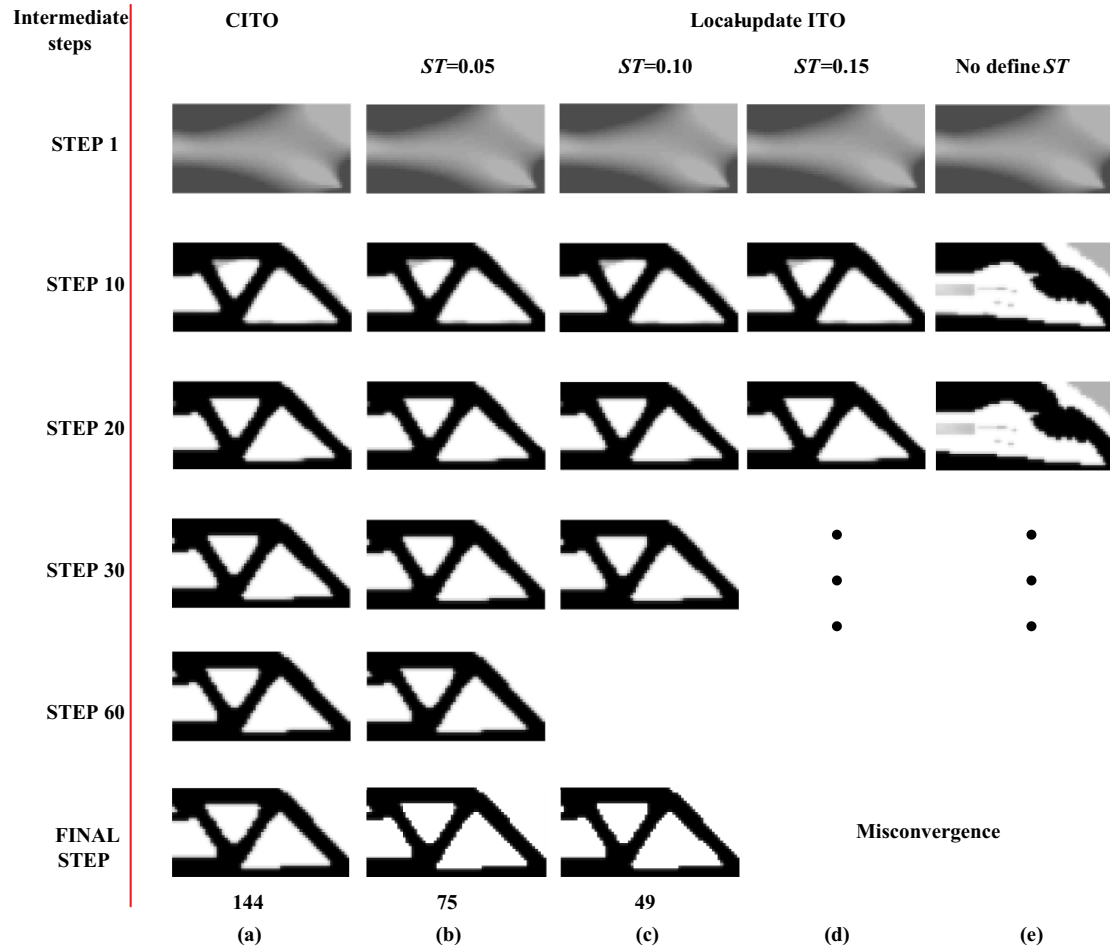 Intermediate
steps
CITO
Local-update ITO
ST=0.05
ST=0.10
ST=0.15
No define ST
STEP 1
STEP 10
STEP 20
STEP 30
STEP 60
FINAL
STEP
Misconvergence
144
75
49
(a)
(b)
(c)
(d)
(e)